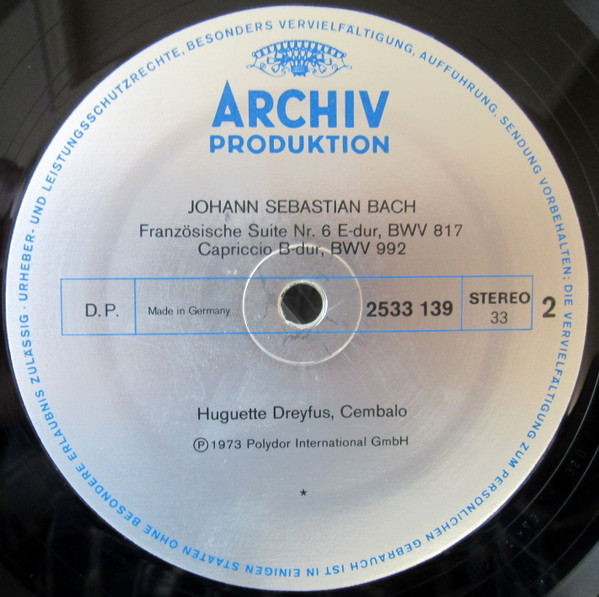 ARCHIV
PRODUKTION
JOHANN SEBASTIAN BACH
Französische Suite Nr. 6 E-dur, BWV 817
Capriccio B-dur, BWV 992
D.P.
Made in Germany
2533 139
STEREO
33
2
Huguette Dreyfus, Cembalo
Ⓟ 1973 Polydor International GmbH
*
URHEBER- UND LEISTUNGSSCHUTZRECHTE, BESONDERS VERVIELFÄLTIGUNG, AUFFÜHRUNG, SENDUNG VORBEHALTEN; DIE VERVIELFÄLTIGUNG ZUM PERSÖNLICHEN GEBRAUCH IST IN EINIGEN STAATEN OHNE BESONDERE ERLAUBNIS ZULÄSSIG ·